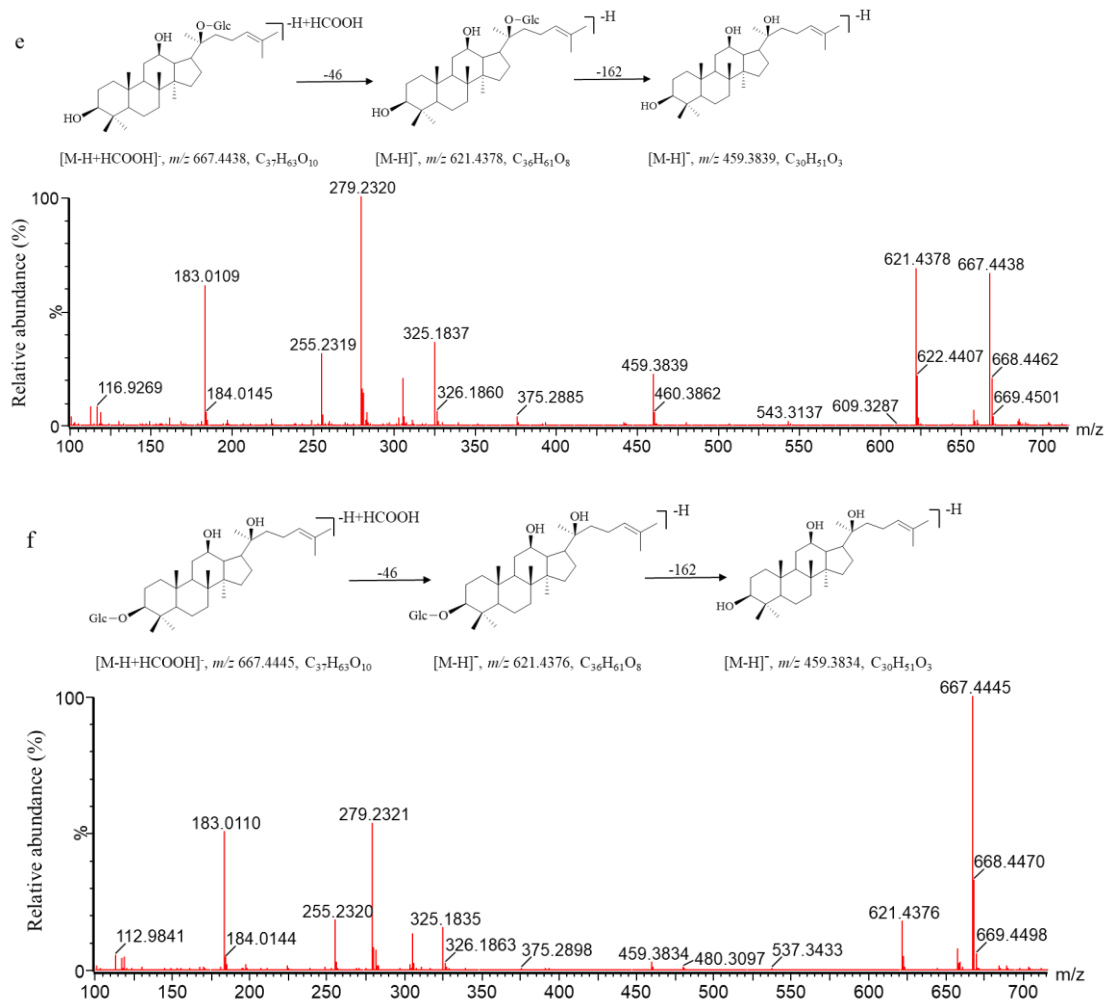 e
O-Glc
OH
HO
-H+HCOOH
-46
O-Glc
OH
HO
-H
-162
OH
OH
HO
-H
[M-H+HCOOH]-, m/z 667.4438, C37H63O10
[M-H]-, m/z 621.4378, C36H61O8
[M-H]-, m/z 459.3839, C30H51O3
Relative abundance (%)
%
100
0
279.2320
183.0109
621.4378
667.4438
325.1837
255.2319
459.3839
622.4407
668.4462
116.9269
184.0145
326.1860
375.2885
460.3862
543.3137
609.3287
669.4501
100 150 200 250 300 350 400 450 500 550 600 650 700 m/z
f
OH
OH
Glc-O
-H+HCOOH
-46
OH
OH
Glc-O
-H
-162
OH
OH
HO
-H
[M-H+HCOOH]-, m/z 667.4445, C37H63O10
[M-H]-, m/z 621.4376, C36H61O8
[M-H]-, m/z 459.3834, C30H51O3
Relative abundance (%)
%
100
0
667.4445
183.0110
279.2321
668.4470
255.2320
325.1835
621.4376
112.9841
184.0144
326.1863
375.2898
459.3834
480.3097
537.3433
669.4498
100 150 200 250 300 350 400 450 500 550 600 650 700 m/z